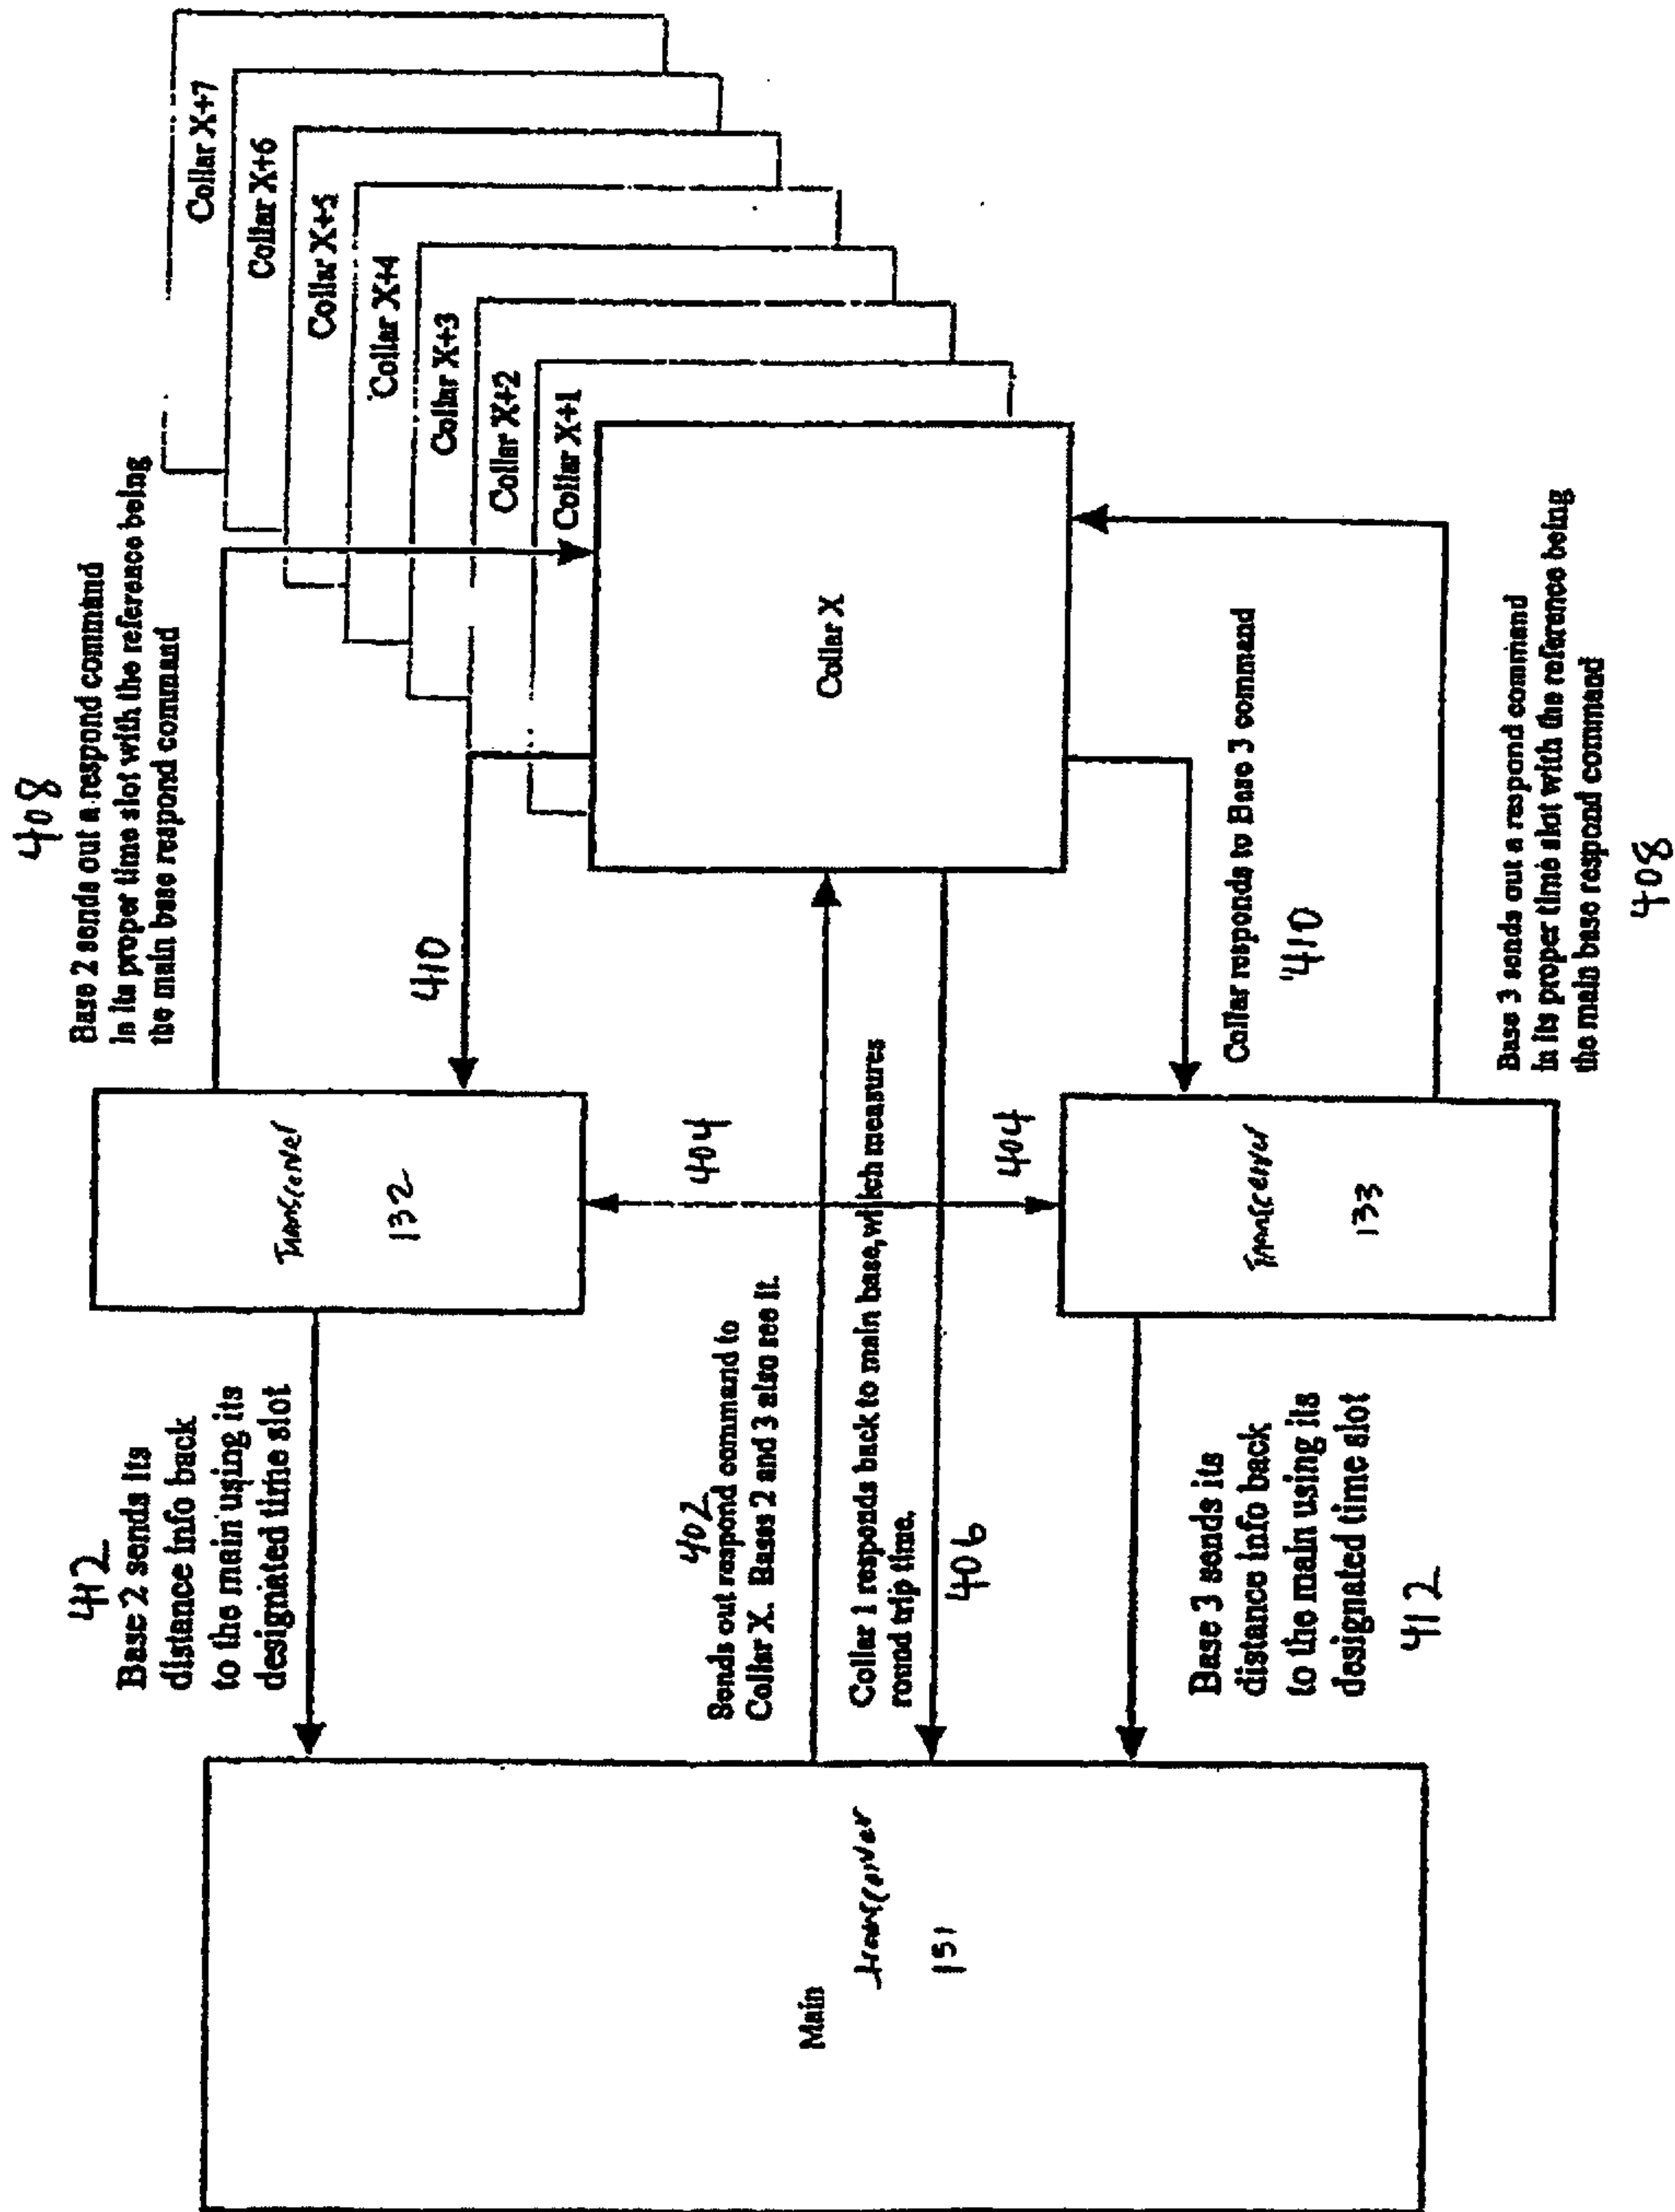 412
Base 2 sends its
distance info back
to the main using its
designated time slot
408
Base 2 sends out a respond command
in its proper time slot with the reference being
the main base respond command
Transceiver
132
410
Collar X+7
Collar X+6
Collar X+5
Collar X+4
Collar X+3
Collar X+2
Collar X+1
Collar X
Main
transceiver
131
402
Sends out respond command to
Collar X. Bases 2 and 3 also see it.
404
Collar 1 responds back to main base, which measures
round trip time.
406
404
Collar responds to Base 3 command
410
Transceiver
133
Base 3 sends its
distance info back
to the main using its
designated time slot
412
Base 3 sends out a respond command
in its proper time slot with the reference being
the main base respond command
408